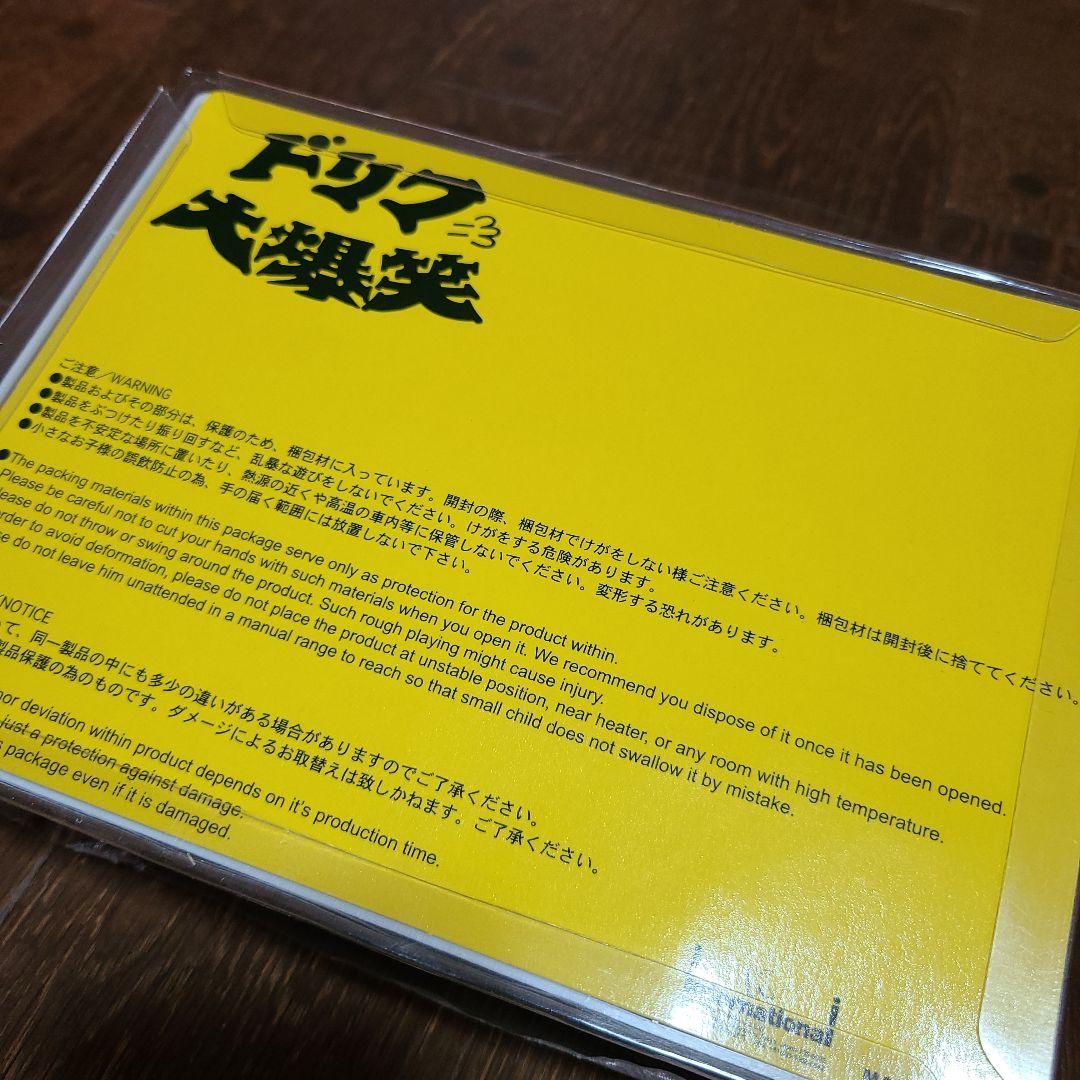 ドリフ
大爆笑
ご注意／WARNING
●製品およびその部分は、保護のため、梱包材に入っています。開封の際、梱包材でけがをしない様ご注意ください。梱包材は開封後に捨ててください。
●製品をぶつけたり振り回すなど、乱暴な遊びをしないでください。けがをする危険があります。
●製品を不安定な場所に置いたり、熱源の近くや高温の車内等に保管しないでください。変形する恐れがあります。
●小さなお子様の誤飲防止の為、手の届く範囲には放置しないで下さい。
●The packing materials within this package serve only as protection for the product within.
Please be careful not to cut your hands with such materials when you open it. We recommend you dispose of it once it has been opened.
lease do not throw or swing around the product. Such rough playing might cause injury.
order to avoid deformation, please do not place the product at unstable position, near heater, or any room with high temperature.
se do not leave him unattended in a manual range to reach so that small child does not swallow it by mistake.
NOTICE
って、同一製品の中にも多少の違いがある場合がありますのでご了承ください。
製品保護の為のものです。ダメージによるお取替えは致しかねます。ご了承ください。
nor deviation within product depends on it's production time.
just a protection against damage.
package even if it is damaged.
national